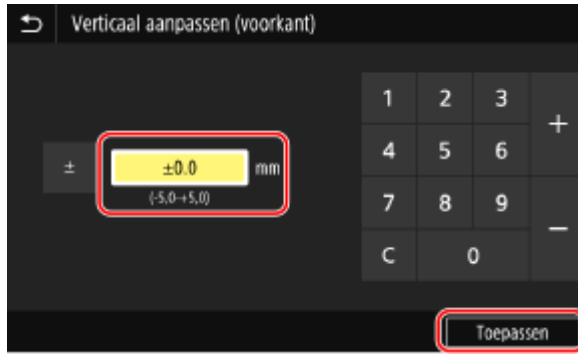 Verticaal aanpassen (voorkant)
1 2 3 +
4 5 6
± ±0.0 mm
(-5,0→+5,0)
7 8 9 −
C 0
Toepassen